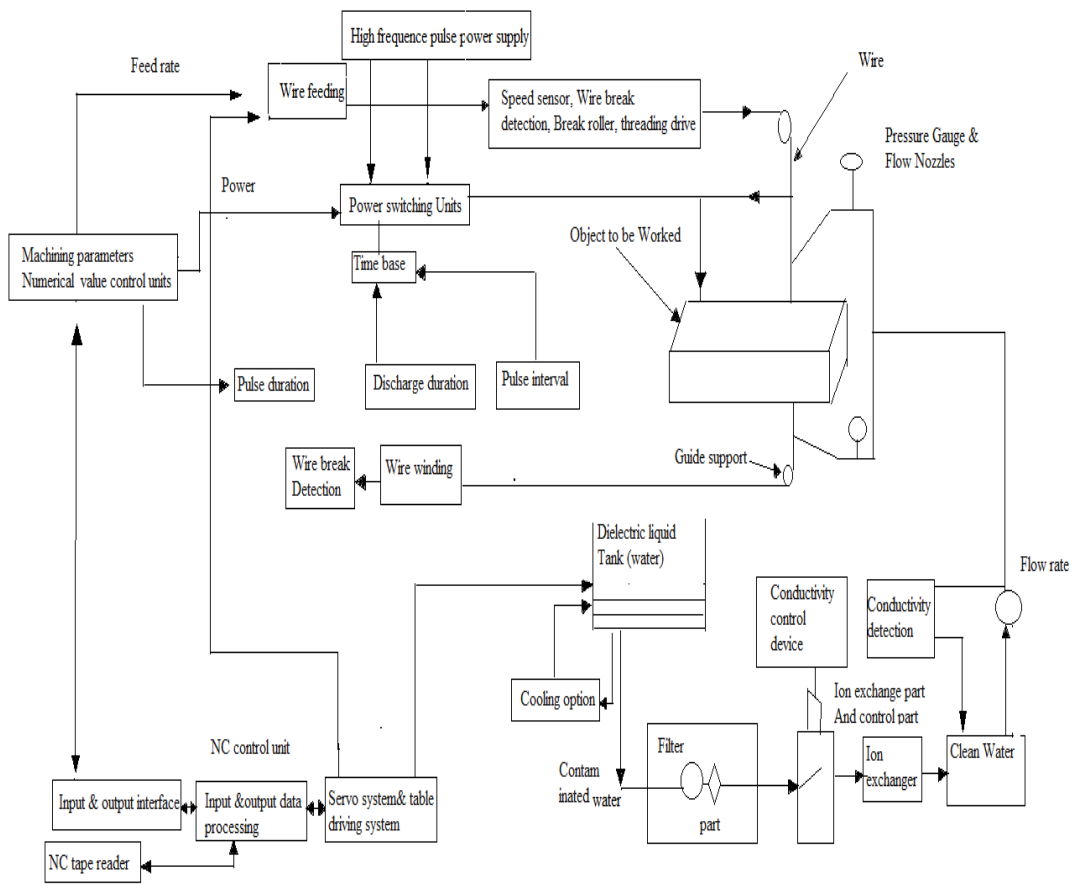 High frequence pulse power supply
Feed rate
Wire feeding
Speed sensor, Wire break
detection, Break roller, threading drive
Wire
Pressure Gauge &
Flow Nozzles
Power
Power switching Units
Object to be Worked
Machining parameters
Numerical value control units
Time base
Pulse duration
Discharge duration
Pulse interval
Wire break
Detection
Wire winding
Guide support
Dielectric liquid
Tank (water)
Flow rate
Conductivity
control
device
Conductivity
detection
Cooling option
Ion exchange part
And control part
NC control unit
Filter
part
Contam
inated water
Ion
exchanger
Clean Water
Input & output interface
Input &output data
processing
Servo system& table
driving system
NC tape reader